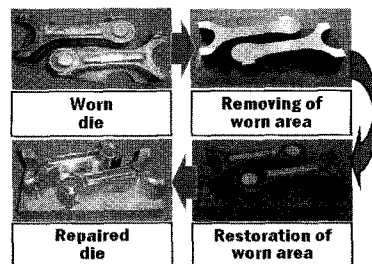 Worn
die
Removing of
worn area
Repaired
die
Restoration of
worn area